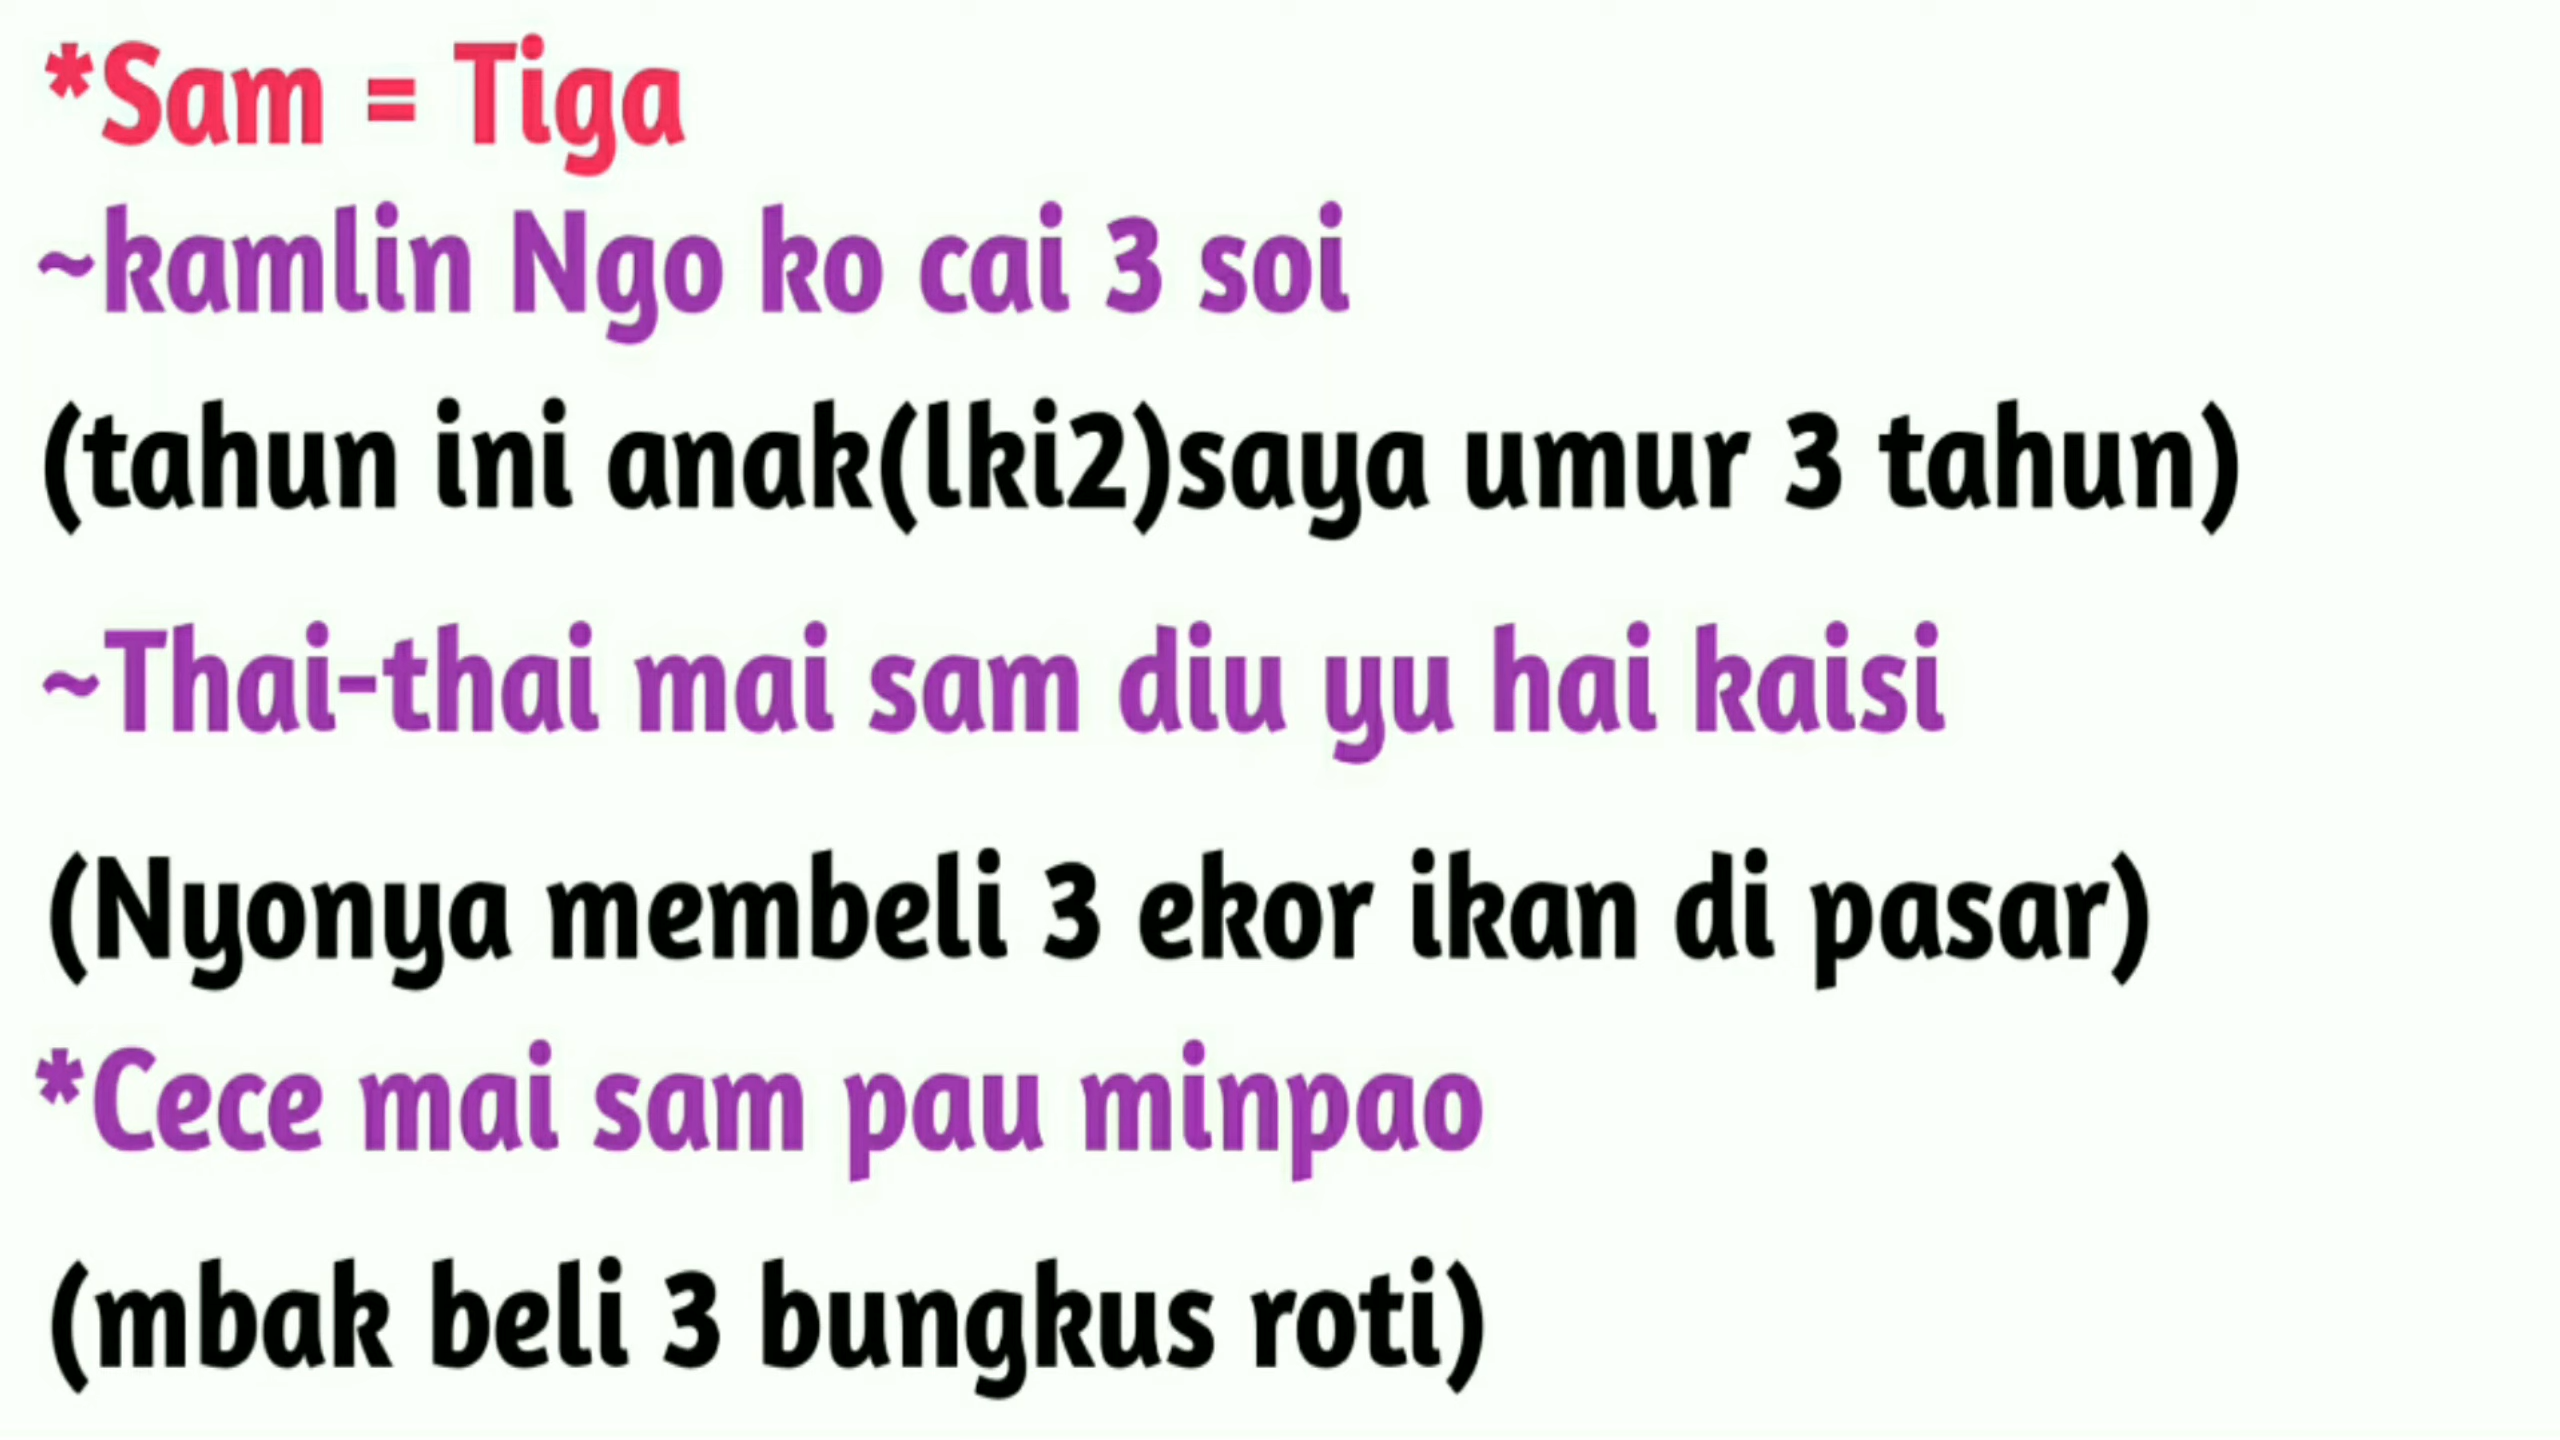 *Sam = Tiga
~kamlin Ngo ko cai 3 soi
(tahun ini anak(lki2)saya umur 3 tahun)
~Thai-thai mai sam diu yu hai kaisi
(Nyonya membeli 3 ekor ikan di pasar)
*Cece mai sam pau minpao
(mbak beli 3 bungkus roti)